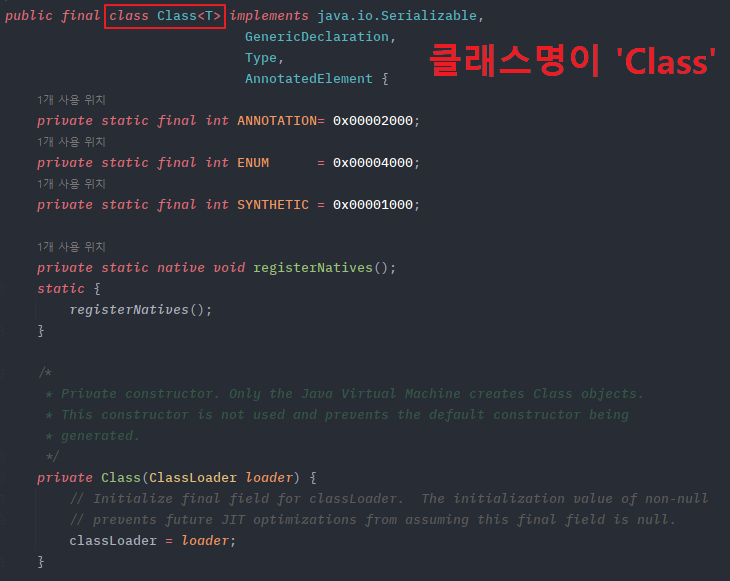 public final class Class<T> implements java.io.Serializable,
GenericDeclaration,
Type,
AnnotatedElement {
클래스명이 'Class'
1개 사용 위치
private static final int ANNOTATION= 0x00002000;
1개 사용 위치
private static final int ENUM      = 0x00004000;
1개 사용 위치
private static final int SYNTHETIC = 0x00001000;
1개 사용 위치
private static native void registerNatives();
static {
registerNatives();
}
/*
* Private constructor. Only the Java Virtual Machine creates Class objects.
* This constructor is not used and prevents the default constructor being
* generated.
*/
private Class(ClassLoader loader) {
// Initialize final field for classLoader.  The initialization value of non-null
// prevents future JIT optimizations from assuming this final field is null.
classLoader = loader;
}